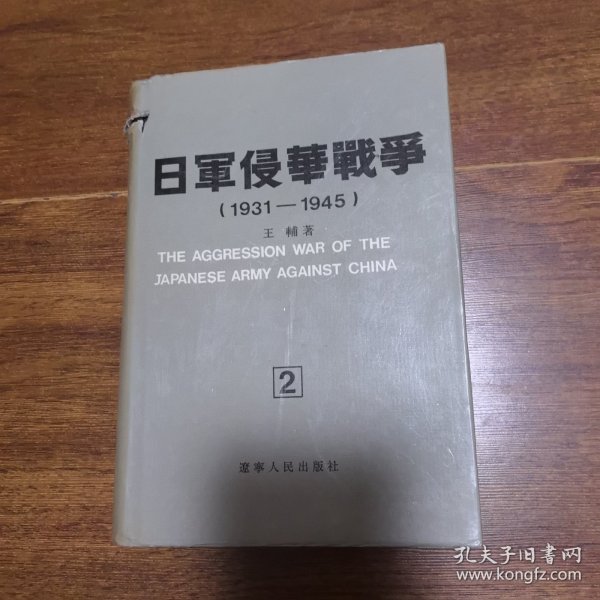 日軍侵華戰爭
(1931—1945)
王 輔著
THE AGGRESSION WAR OF THE
JAPANESE ARMY AGAINST CHINA
2
遼寧人民出版社
孔夫子旧书网
www.kongfz.com